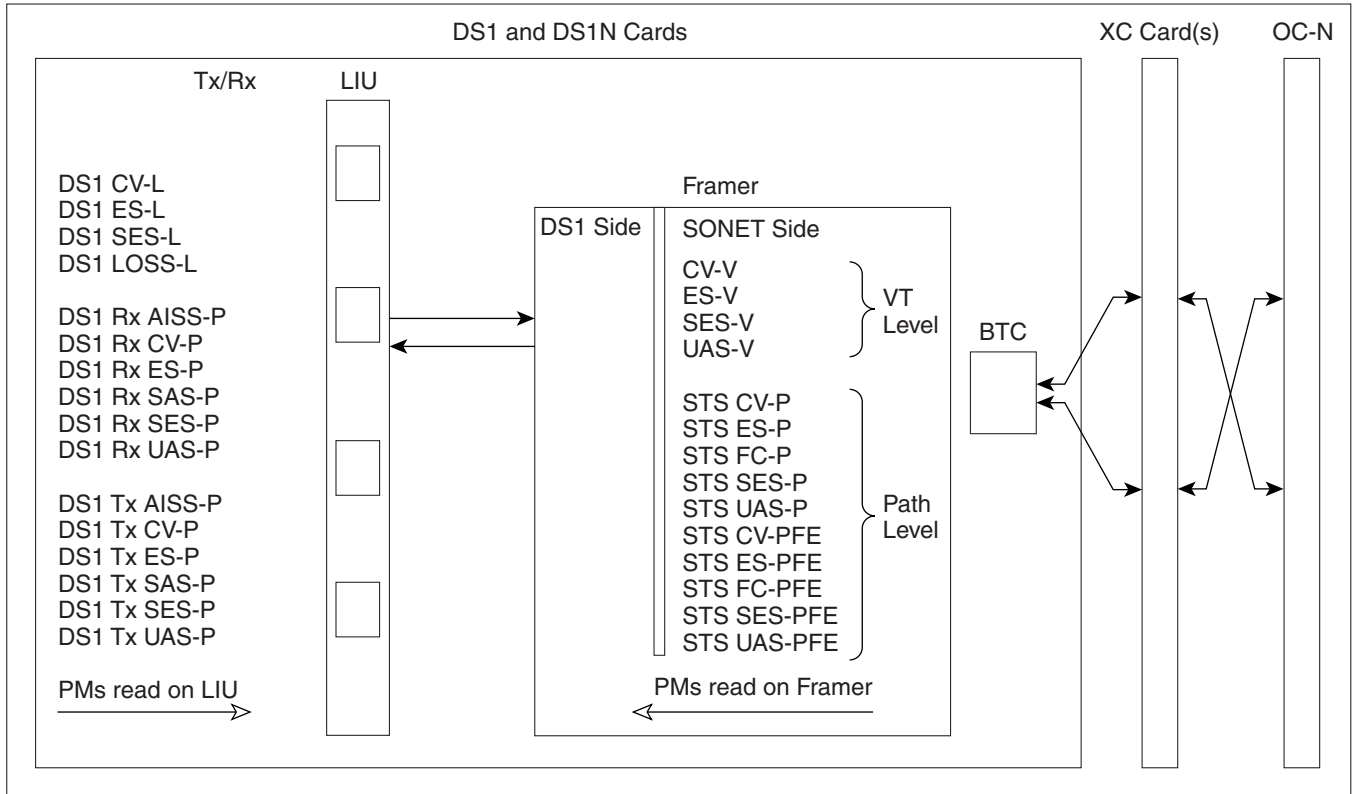 DS1 and DS1N Cards
XC Card(s)
OC-N
Tx/Rx
LIU
DS1 CV-L
DS1 ES-L
DS1 SES-L
DS1 LOSS-L
DS1 Rx AISS-P
DS1 Rx CV-P
DS1 Rx ES-P
DS1 Rx SAS-P
DS1 Rx SES-P
DS1 Rx UAS-P
DS1 Tx AISS-P
DS1 Tx CV-P
DS1 Tx ES-P
DS1 Tx SAS-P
DS1 Tx SES-P
DS1 Tx UAS-P
PMs read on LIU
Framer
DS1 Side
SONET Side
CV-V
ES-V
SES-V
UAS-V
VT
Level
STS CV-P
STS ES-P
STS FC-P
STS SES-P
STS UAS-P
STS CV-PFE
STS ES-PFE
STS FC-PFE
STS SES-PFE
STS UAS-PFE
Path
Level
PMs read on Framer
BTC